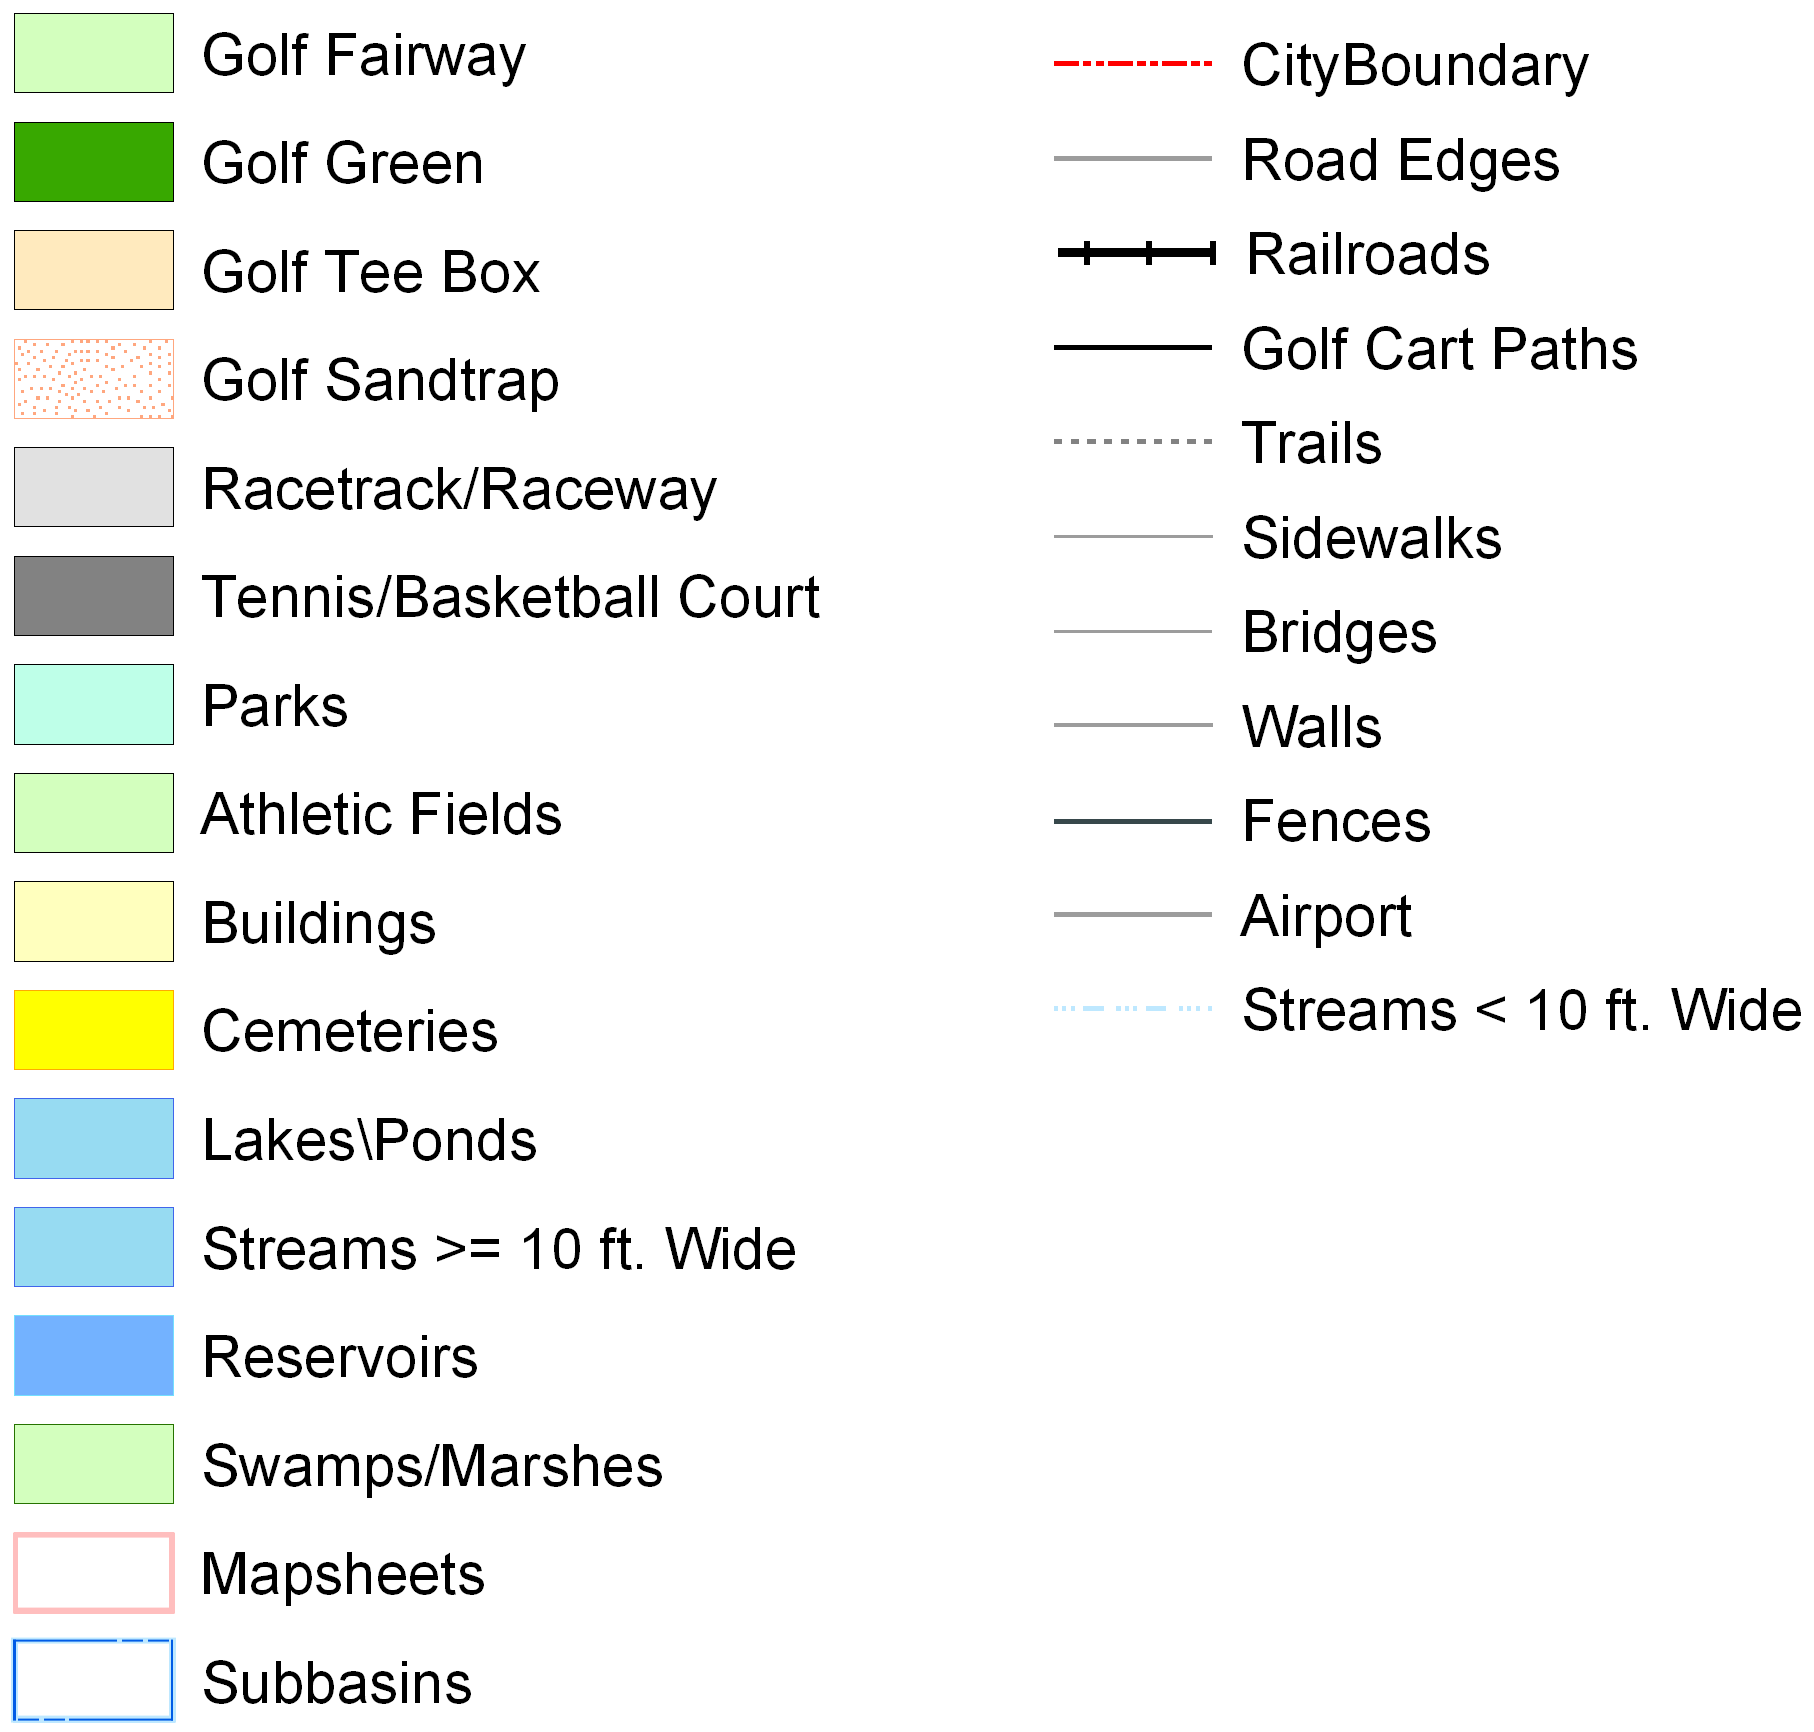 Golf Fairway
Golf Green
Golf Tee Box
Golf Sandtrap
Racetrack/Raceway
Tennis/Basketball Court
Parks
Athletic Fields
Buildings
Cemeteries
Lakes\Ponds
Streams >= 10 ft. Wide
Reservoirs
Swamps/Marshes
Mapsheets
Subbasins
CityBoundary
Road Edges
Railroads
Golf Cart Paths
Trails
Sidewalks
Bridges
Walls
Fences
Airport
Streams < 10 ft. Wide